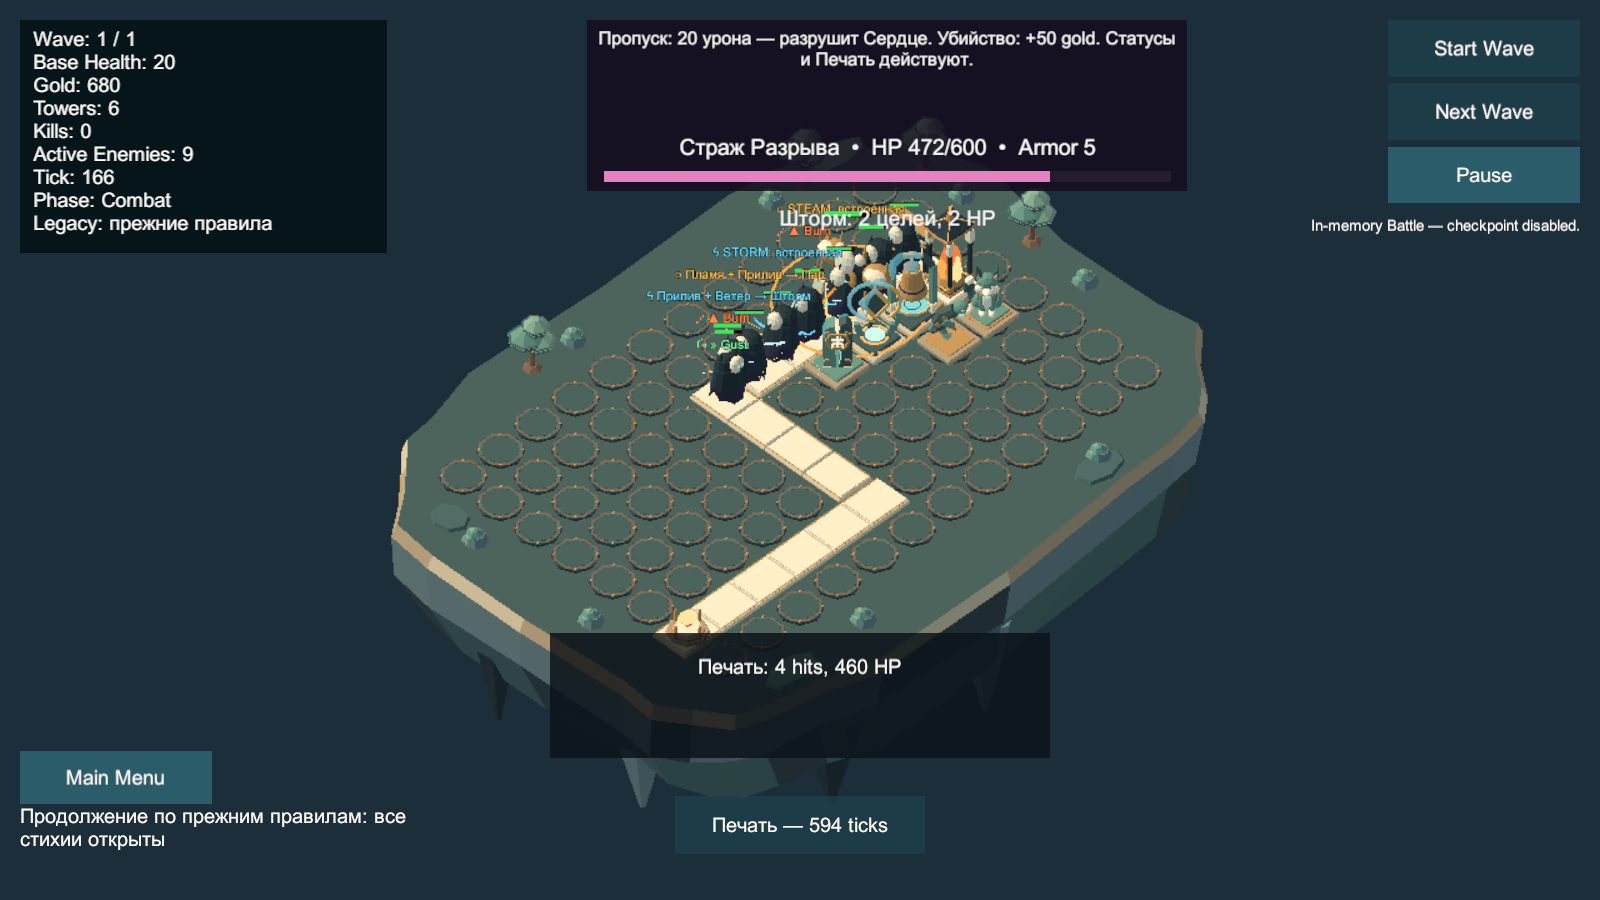 Wave: 1 / 1
Base Health: 20
Gold: 680
Towers: 6
Kills: 0
Active Enemies: 9
Tick: 166
Phase: Combat
Legacy: прежние правила
Пропуск: 20 урона — разрушит Сердце. Убийство: +50 gold. Статусы
и Печать действуют.
Страж Разрыва • HP 472/600 • Armor 5
Start Wave
Next Wave
Pause
In-memory Battle — checkpoint disabled.
STEAM: встроенная
Шторм: 2 целей, 2 HP
Burn
STORM: встроенная
Пламя + Прилив → Пар
Прилив + Ветер → Шторм
Burn
» Gust
Печать: 4 hits, 460 HP
Main Menu
Продолжение по прежним правилам: все
стихии открыты
Печать — 594 ticks